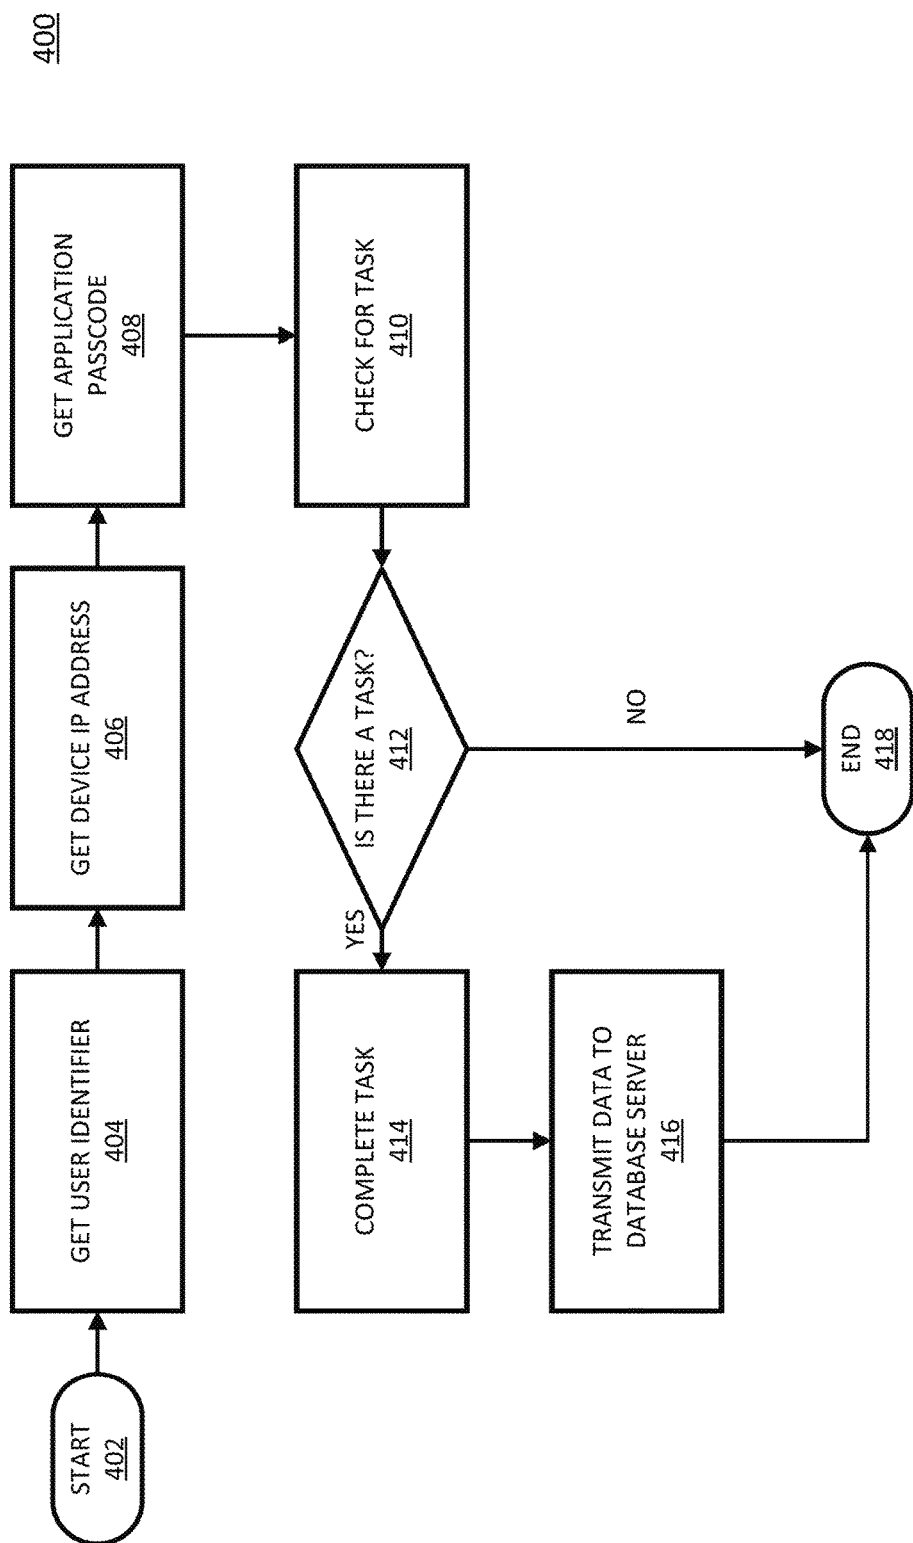 400
START
402
GET USER IDENTIFIER
404
GET DEVICE IP ADDRESS
406
GET APPLICATION
PASSCODE
408
CHECK FOR TASK
410
IS THERE A TASK?
412
YES
NO
COMPLETE TASK
414
TRANSMIT DATA TO
DATABASE SERVER
416
END
418